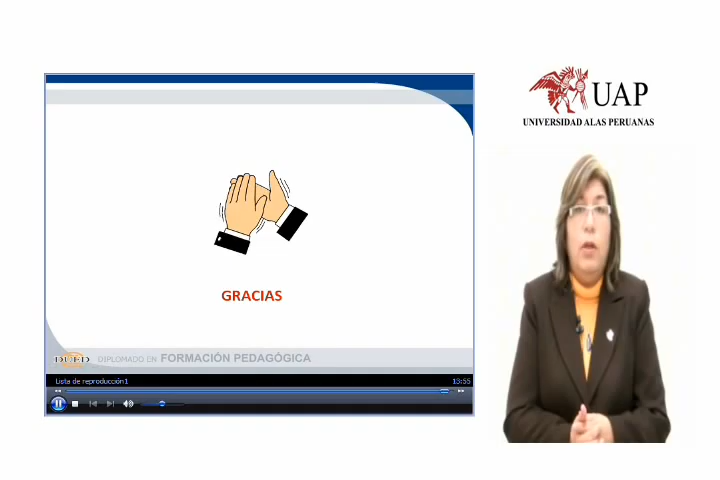 GRACIAS
DUED
DIPLOMADO EN FORMACIÓN PEDAGÓGICA
Lista de reproducción1
13:55
UAP
UNIVERSIDAD ALAS PERUANAS